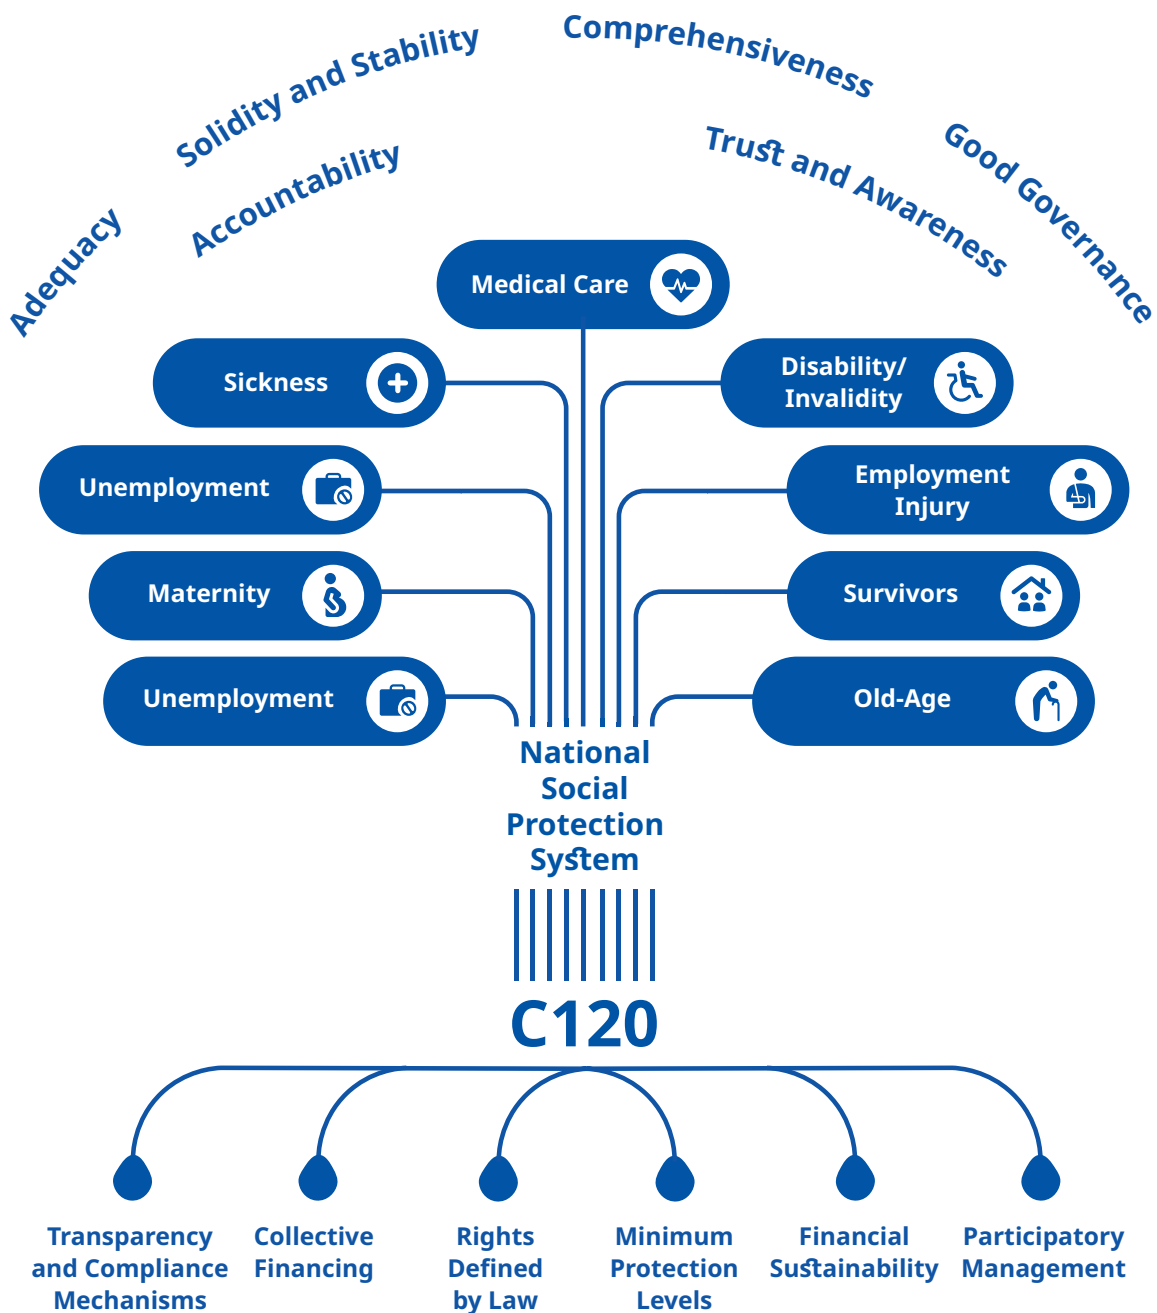 Comprehensiveness
Solidity and Stability
Good Governance
Trust and Awareness
Accountability
Adequacy
Medical Care
Sickness
Disability/
Invalidity
Unemployment
Employment
Injury
Maternity
Survivors
Unemployment
Old-Age
National
Social
Protection
System
C120
Transparency
and Compliance
Mechanisms
Collective
Financing
Rights
Defined
by Law
Minimum
Protection
Levels
Financial
Sustainability
Participatory
Management